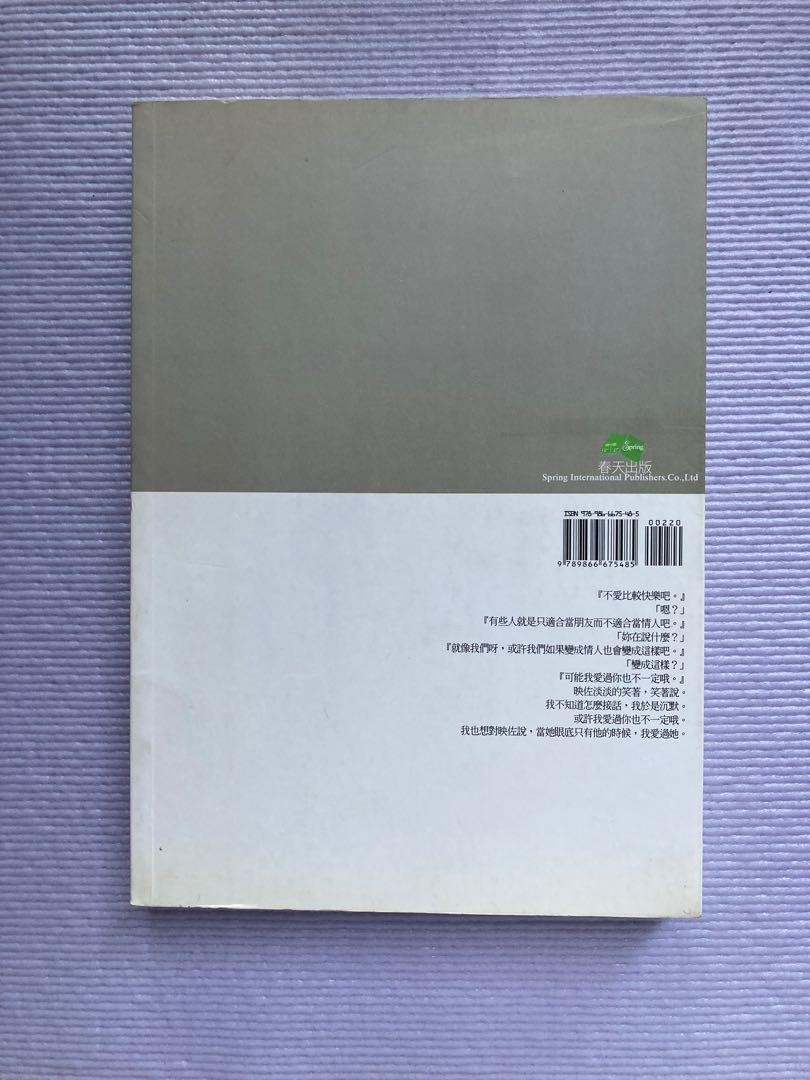 Spring
春天出版
Spring International Publishers.Co.,Ltd
ISBN 978-986-6675-48-5
00220
9 789866 675485
『不愛比較快樂吧。』
「嗯？」
『有些人就是只適合當朋友而不適合當情人吧。』
「妳在說什麼？」
『就像我們呀，或許我們如果變成情人也會變成這樣吧。』
「變成這樣？」
『可能我愛過你也不一定哦。』
映佐淡淡的笑著，笑著說。
我不知道怎麼接話，我於是沉默。
或許我愛過你也不一定哦。
我也想對映佐說，當她眼底只有他的時候，我愛過她。